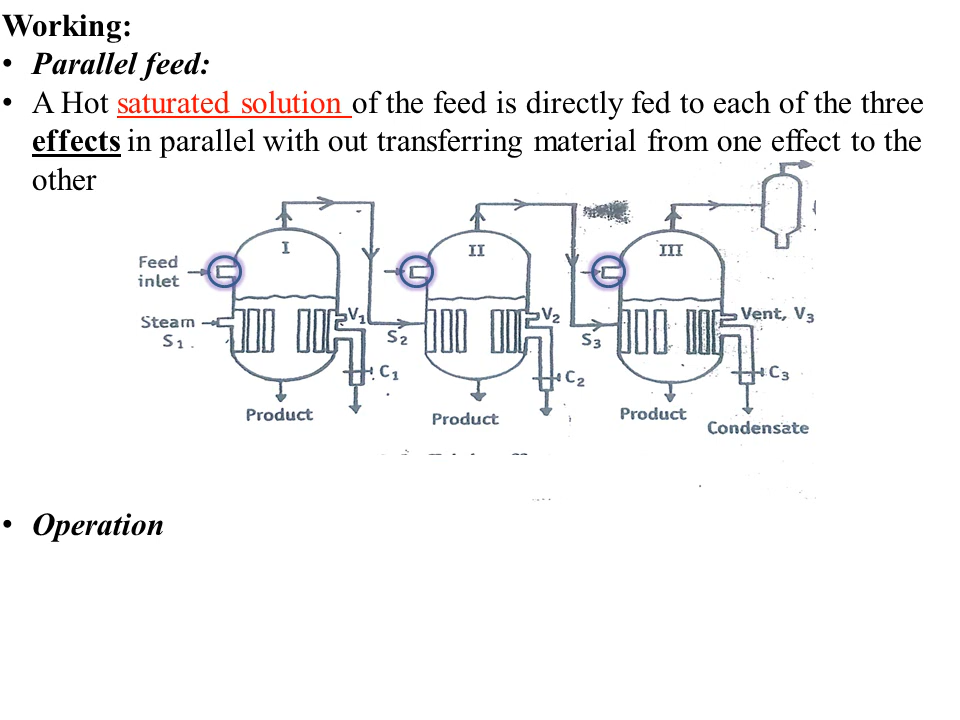 Working:
• Parallel feed:
• A Hot saturated solution of the feed is directly fed to each of the three
effects in parallel with out transferring material from one effect to the
other
I
II
III
Feed
inlet
Steam
S1
V1
S2
V2
S3
Vent, V3
C1
C2
C3
Product
Product
Product
Condensate
• Operation